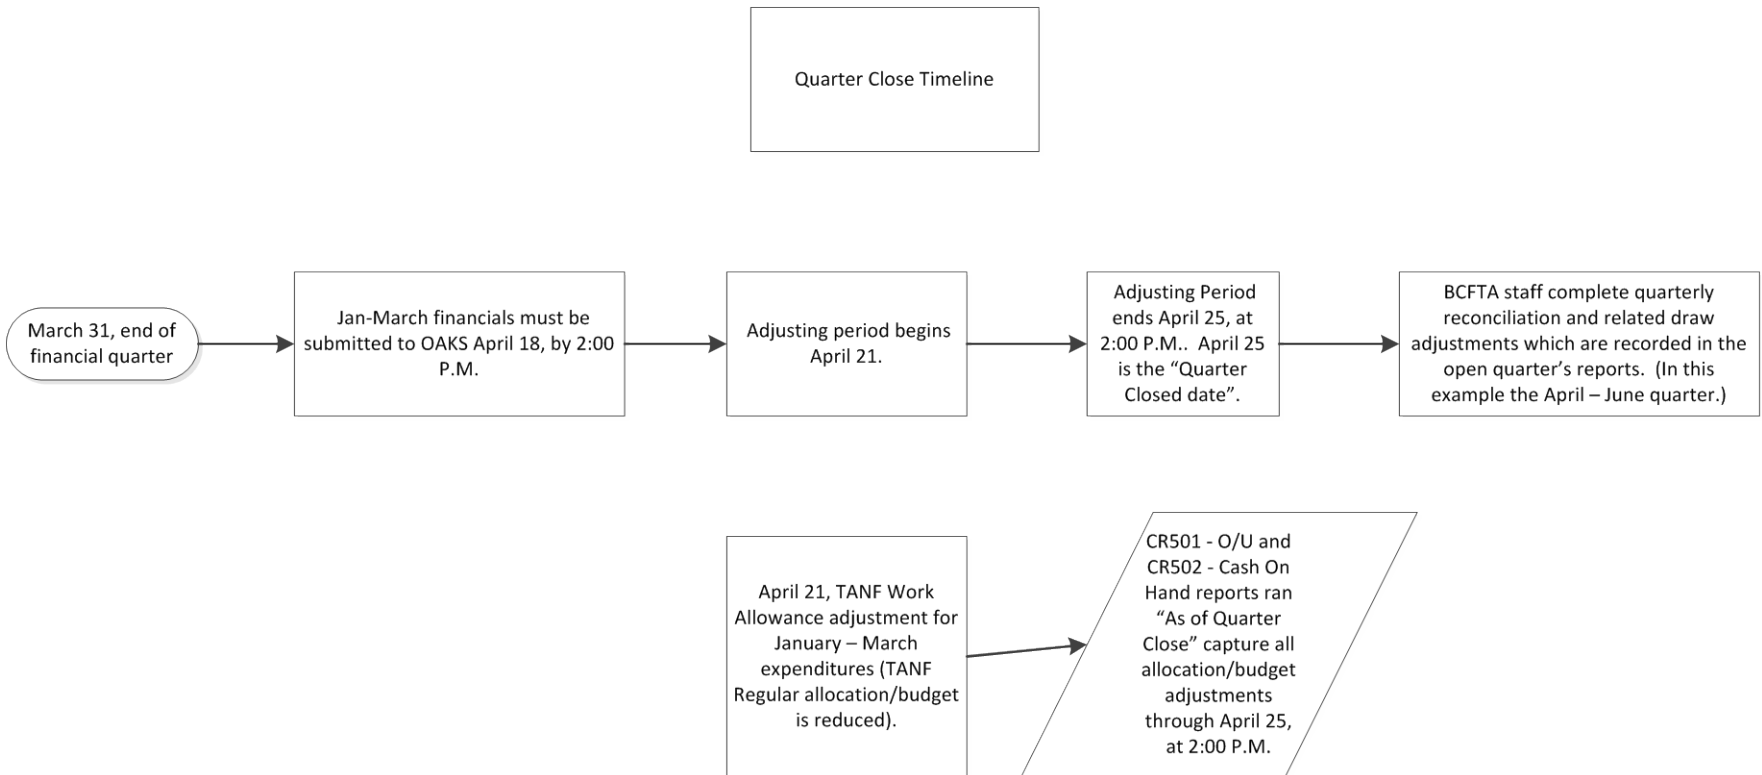 Quarter Close Timeline
March 31, end of
financial quarter
Jan-March financials must be
submitted to OAKS April 18, by 2:00
P.M.
Adjusting period begins
April 21.
Adjusting Period
ends April 25, at
2:00 P.M..  April 25
is the “Quarter
Closed date”.
BCFTA staff complete quarterly
reconciliation and related draw
adjustments which are recorded in the
open quarter’s reports.  (In this
example the April – June quarter.)
April 21, TANF Work
Allowance adjustment for
January – March
expenditures (TANF
Regular allocation/budget
is reduced).
CR501 - O/U and
CR502 - Cash On
Hand reports ran
“As of Quarter
Close” capture all
allocation/budget
adjustments
through April 25,
at 2:00 P.M.